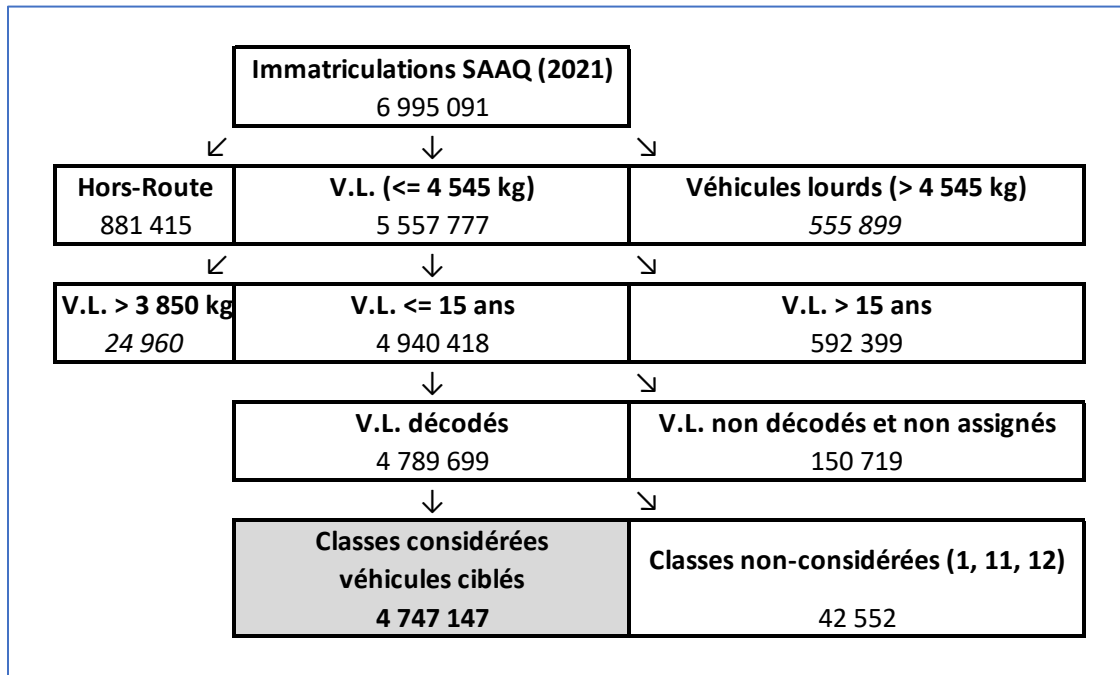 Immatriculations SAAQ (2021)
6 995 091
↙ ↓ ↘
Hors-Route V.L. (<= 4 545 kg) Véhicules lourds (> 4 545 kg)
881 415 5 557 777 555 899
↙ ↓ ↘
V.L. > 3 850 kg V.L. <= 15 ans V.L. > 15 ans
24 960 4 940 418 592 399
↓ ↘
V.L. décodés V.L. non décodés et non assignés
4 789 699 150 719
↓ ↘
Classes considérées
véhicules ciblés
Classes non-considérées (1, 11, 12)
4 747 147 42 552